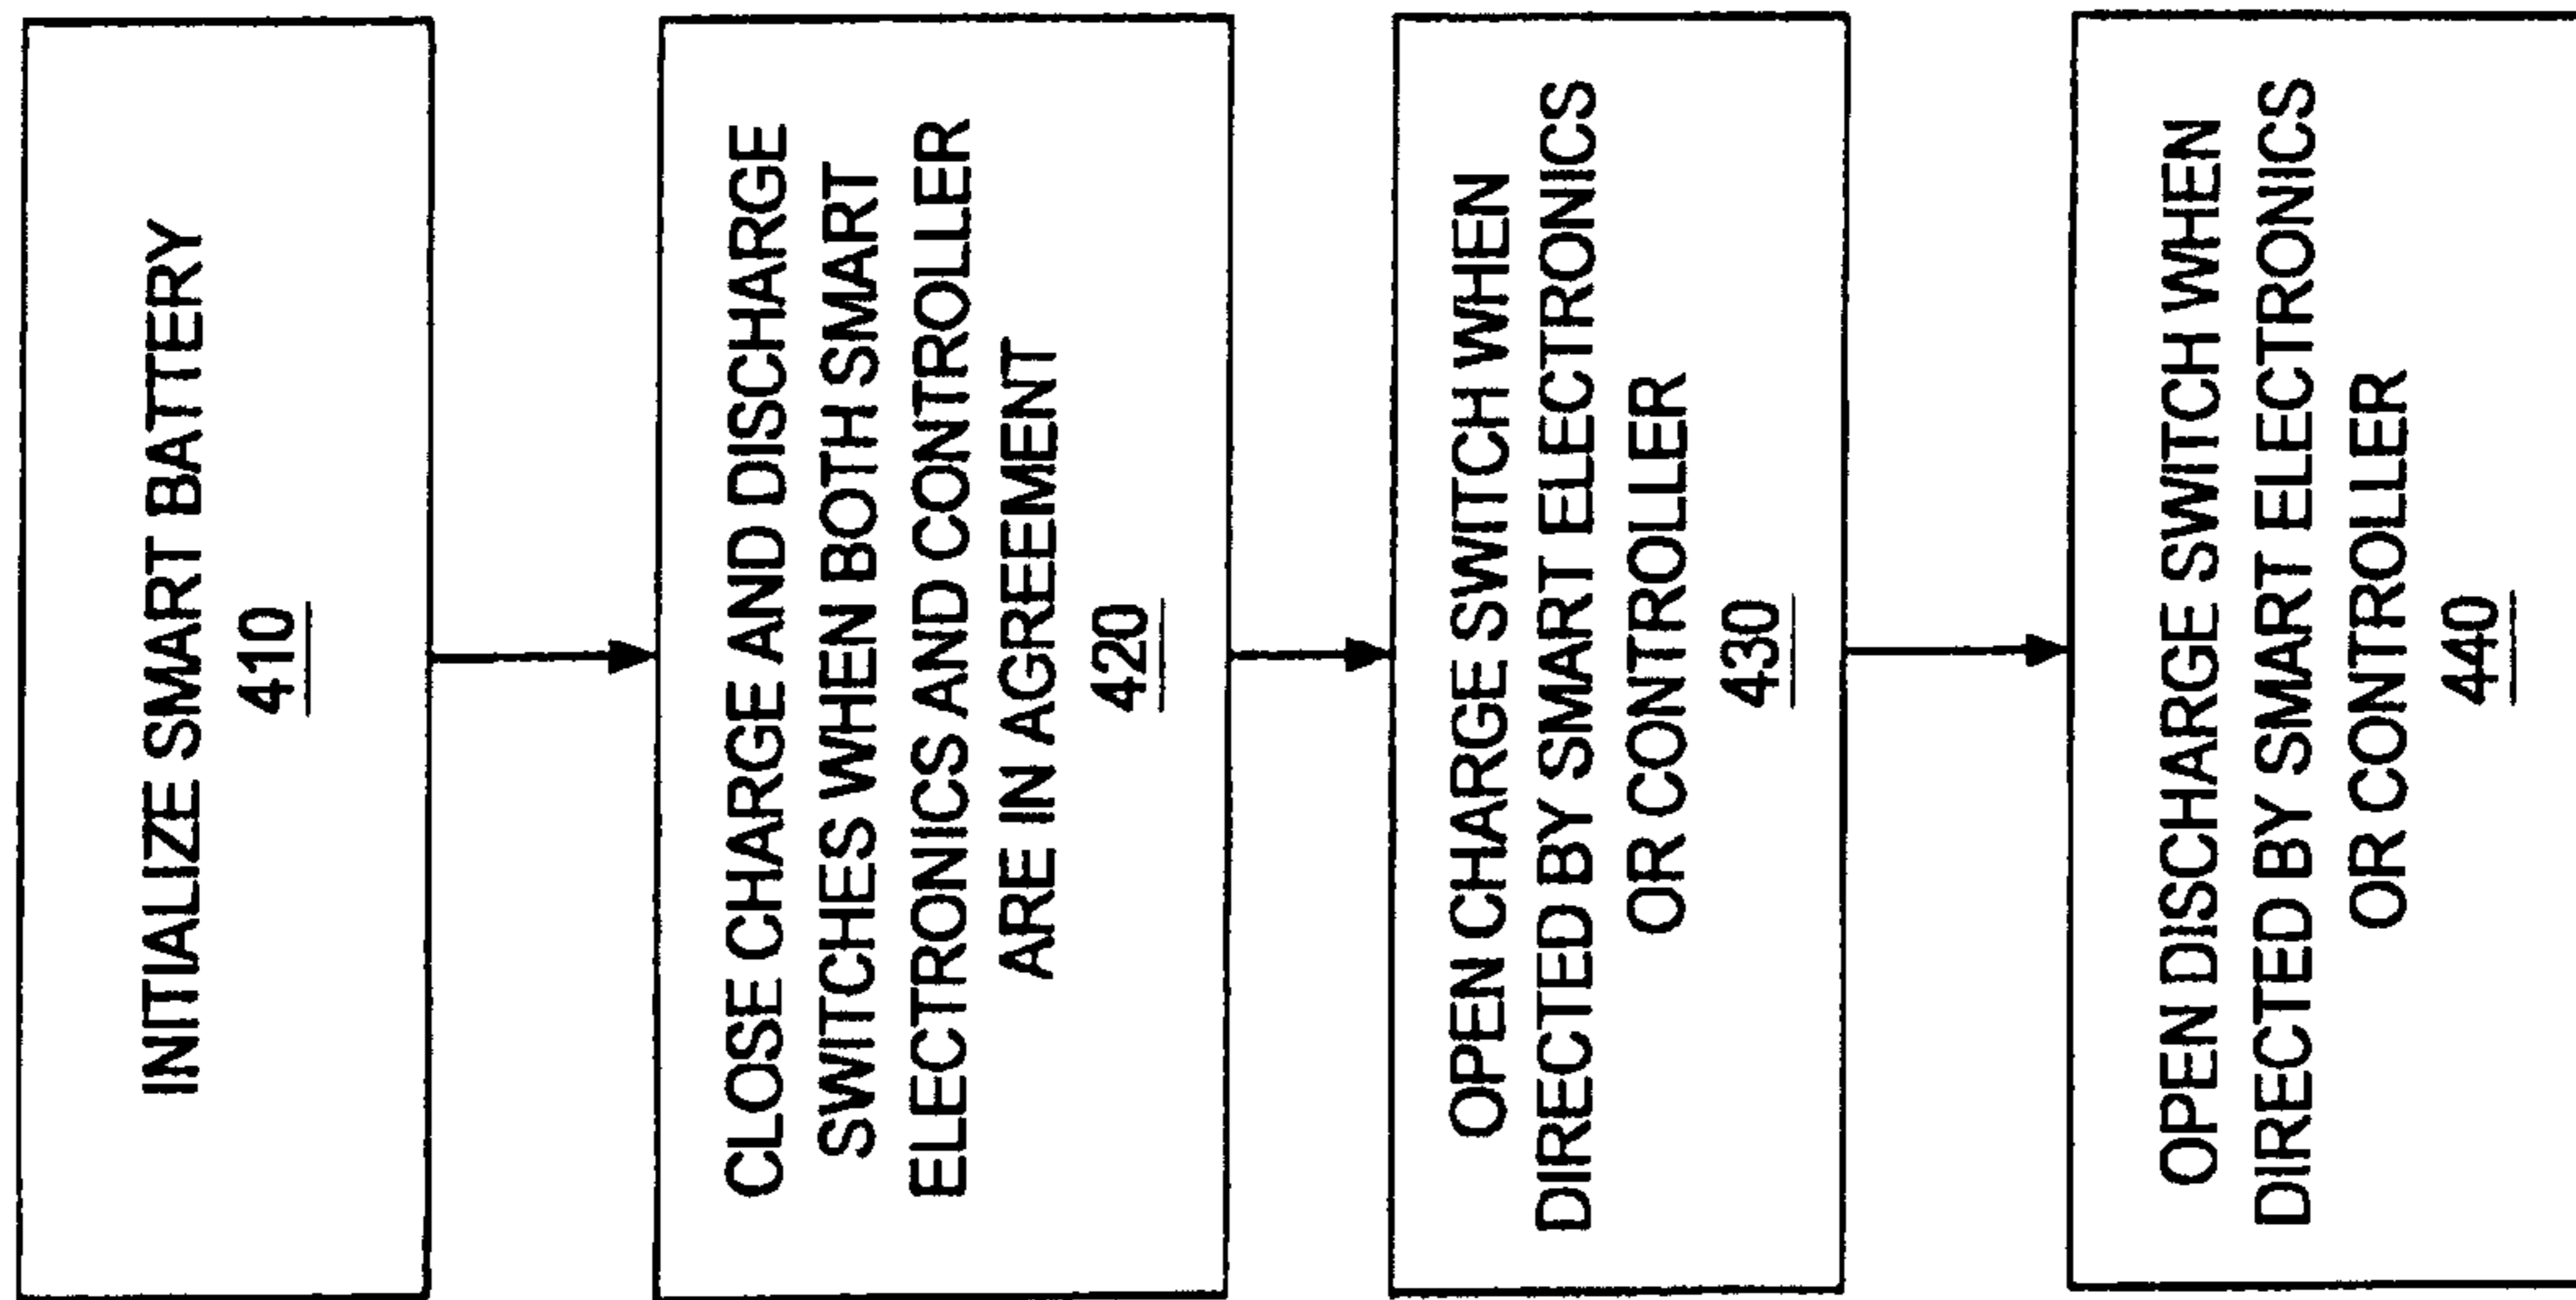 INITIALIZE SMART BATTERY
410
CLOSE CHARGE AND DISCHARGE
SWITCHES WHEN BOTH SMART
ELECTRONICS AND CONTROLLER
ARE IN AGREEMENT
420
OPEN CHARGE SWITCH WHEN
DIRECTED BY SMART ELECTRONICS
OR CONTROLLER
430
OPEN DISCHARGE SWITCH WHEN
DIRECTED BY SMART ELECTRONICS
OR CONTROLLER
440